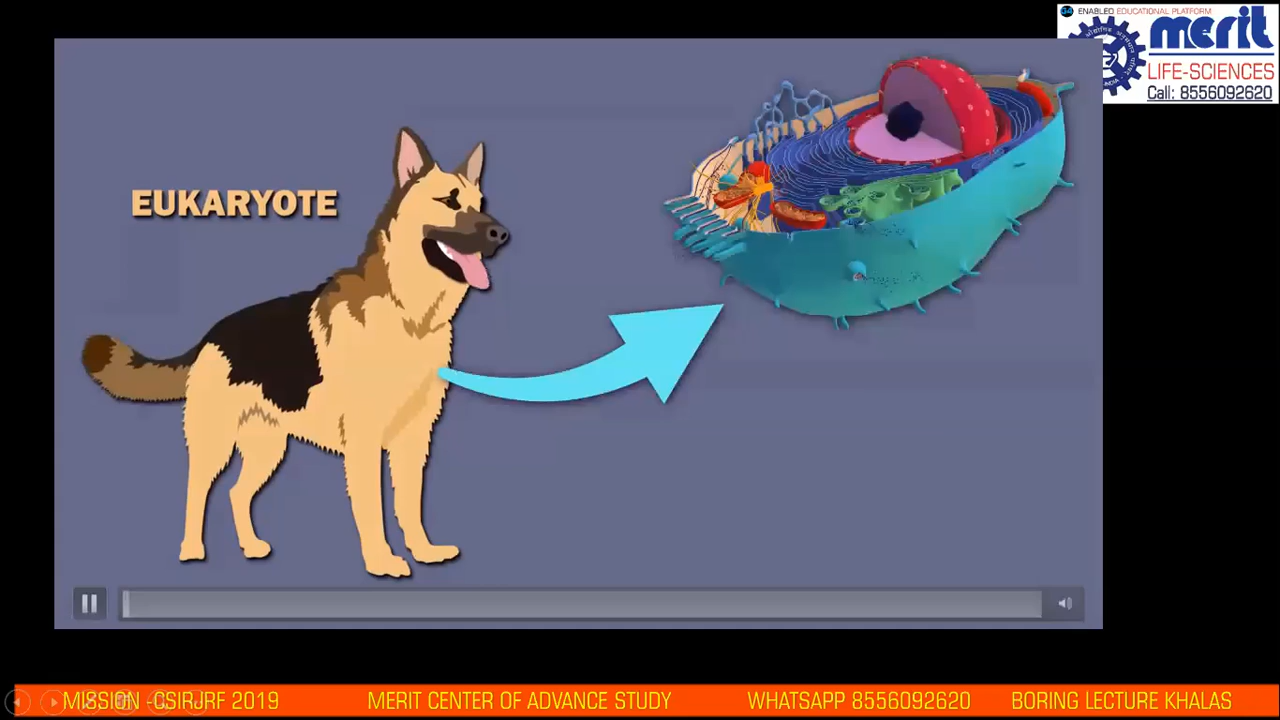 ENABLED EDUCATIONAL PLATFORM
merit
LIFE-SCIENCES
Call: 8556092620
EUKARYOTE
MISSION -CSIRJRF 2019 MERIT CENTER OF ADVANCE STUDY WHATSAPP 8556092620 BORING LECTURE KHALAS